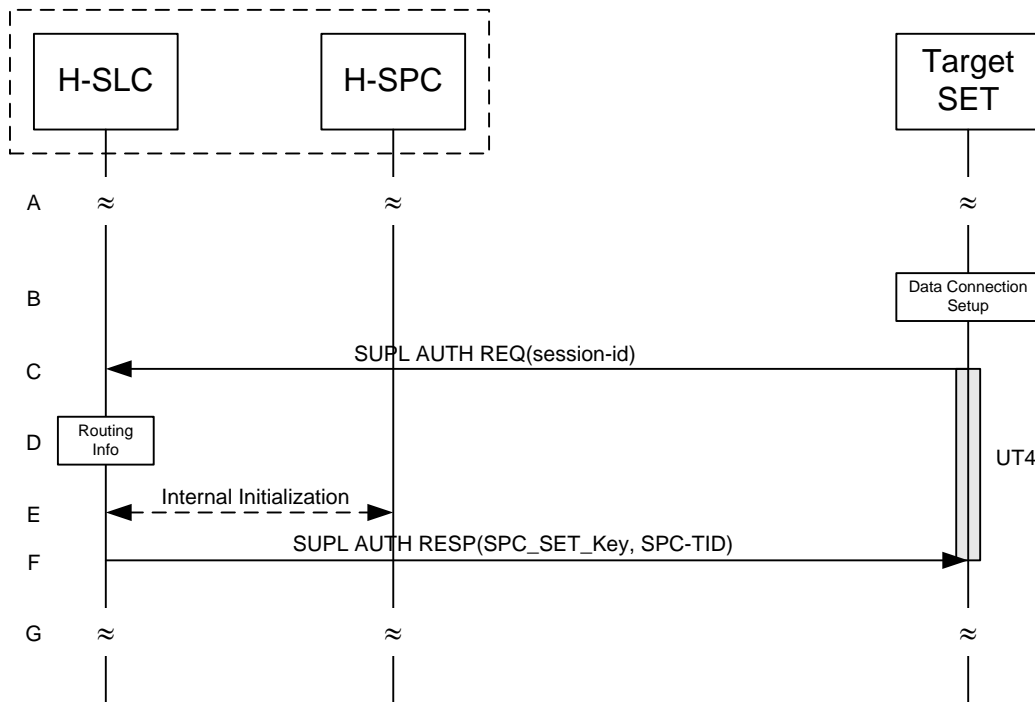 H-SLC
H-SPC
Target
SET
A
≈ ≈ ≈
B
Data Connection
Setup
SUPL AUTH REQ(session-id)
C
D
Routing
Info
UT4
Internal Initialization
E
SUPL AUTH RESP(SPC_SET_Key, SPC-TID)
F
G
≈ ≈ ≈